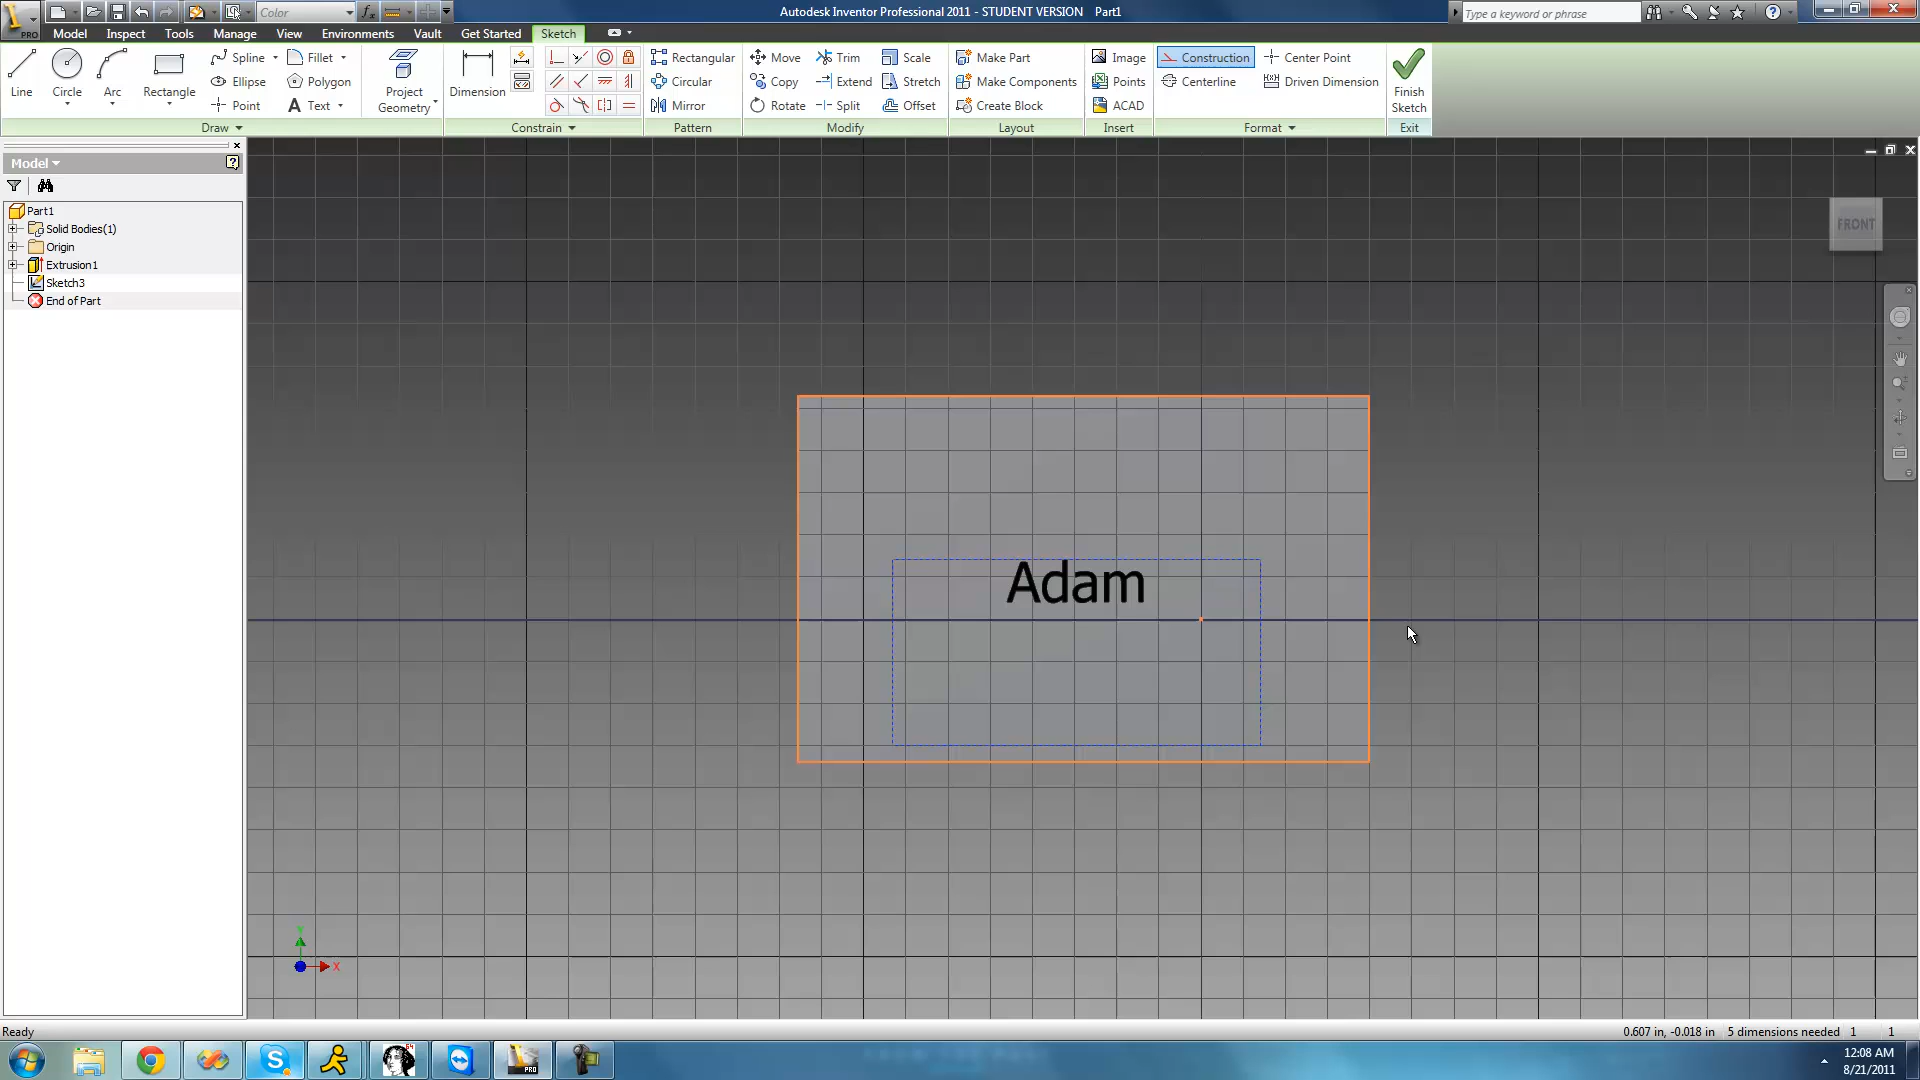 Color
Autodesk Inventor Professional 2011 - STUDENT VERSION Part1
Type a keyword or phrase
PRO
Model Inspect Tools Manage View Environments Vault Get Started Sketch
Line
Circle
Arc
Rectangle
Spline
Ellipse
Point
Fillet
Polygon
Text
Project Geometry
Dimension
Rectangular
Circular
Mirror
Move
Copy
Rotate
Trim
Extend
Split
Scale
Stretch
Offset
Make Part
Make Components
Create Block
Image
Points
ACAD
Construction
Centerline
Center Point
Driven Dimension
Finish Sketch
Draw Constrain Pattern Modify Layout Insert Format Exit
Model
Part1
Solid Bodies(1)
Origin
Extrusion1
Sketch3
End of Part
FRONT
Adam
Y
X
Ready
0.607 in, -0.018 in 5 dimensions needed 1 1
PRO
12:08 AM
8/21/2011